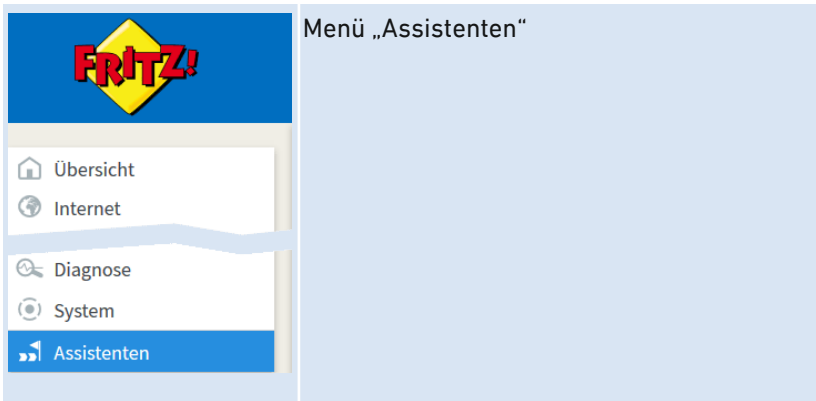 FRITZ!
Menü „Assistenten“
Übersicht
Internet
Diagnose
System
Assistenten